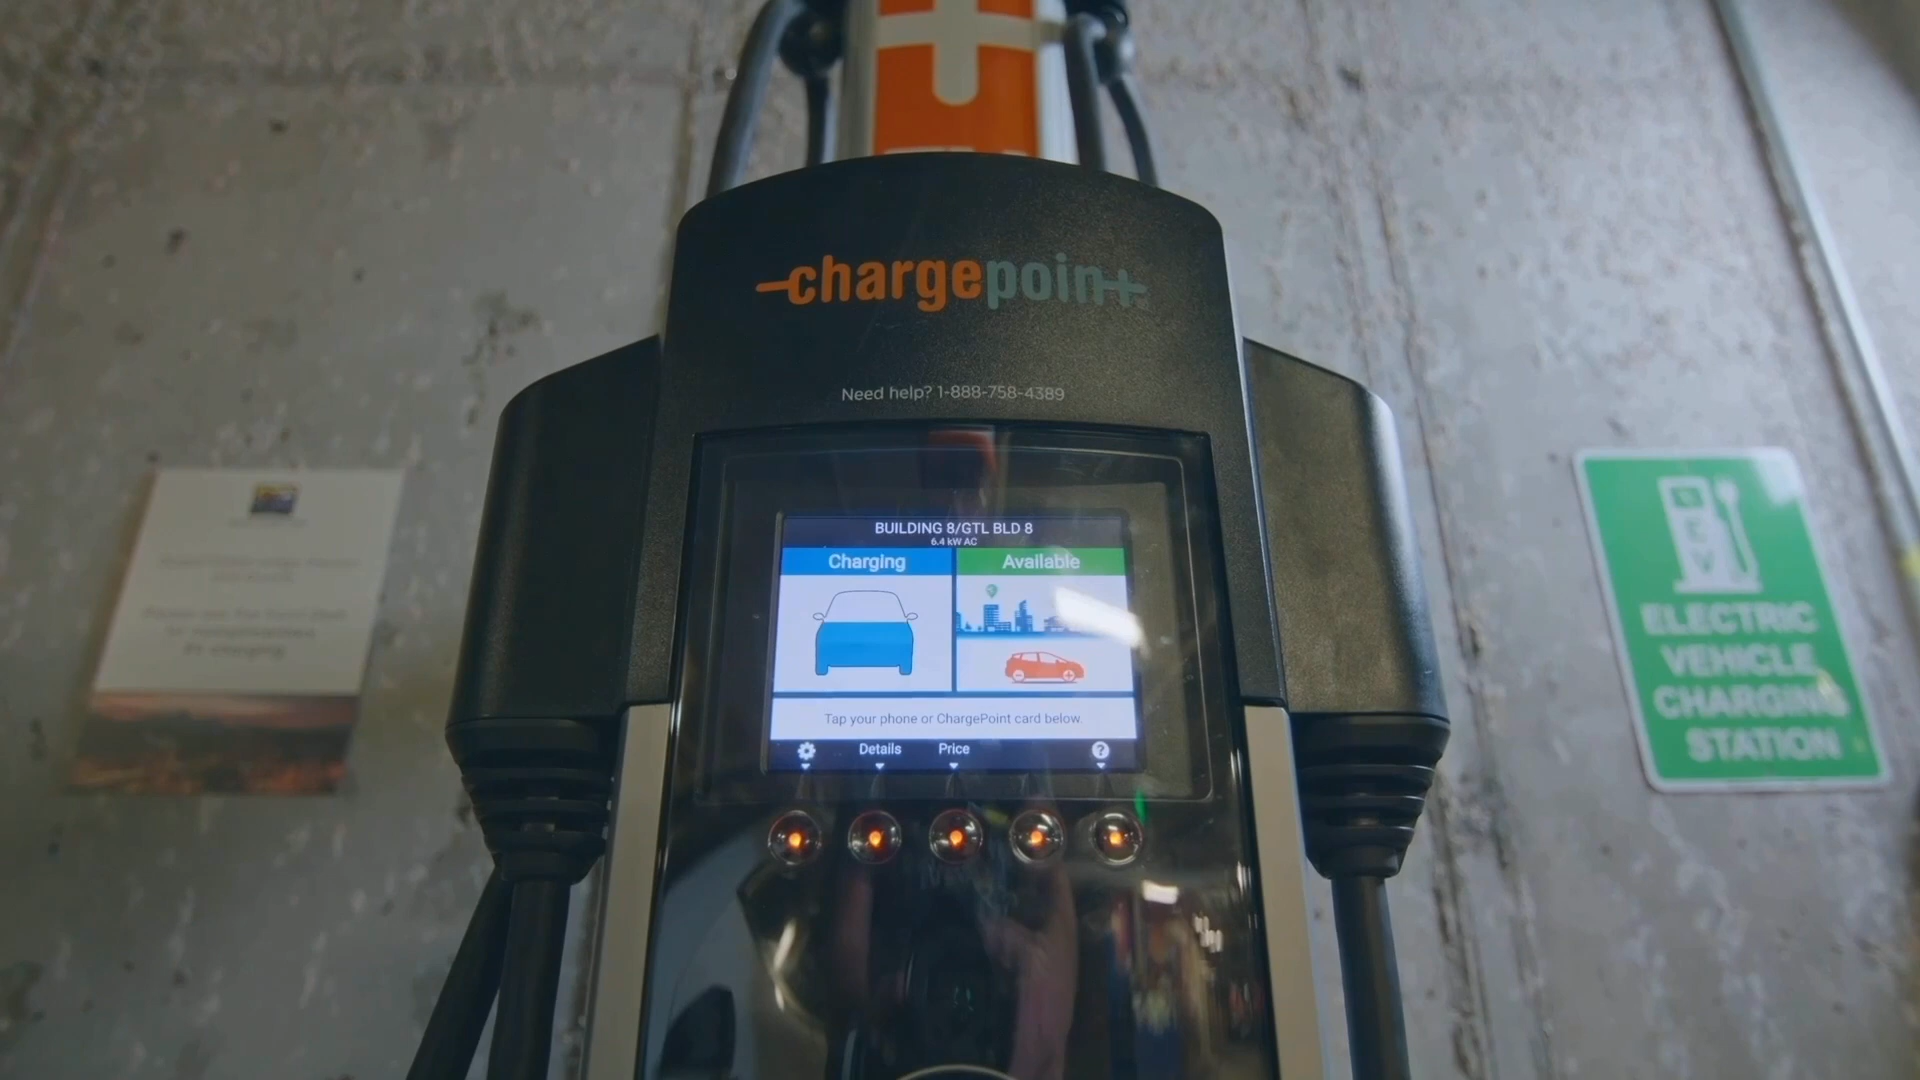 chargepoint
Need help? 1-888-758-4389
BUILDING 8/GTL BLD 8
6.4 kW AC
Charging
Available
Tap your phone or ChargePoint card below.
Details
Price
?
EV
ELECTRIC
VEHICLE
CHARGING
STATION